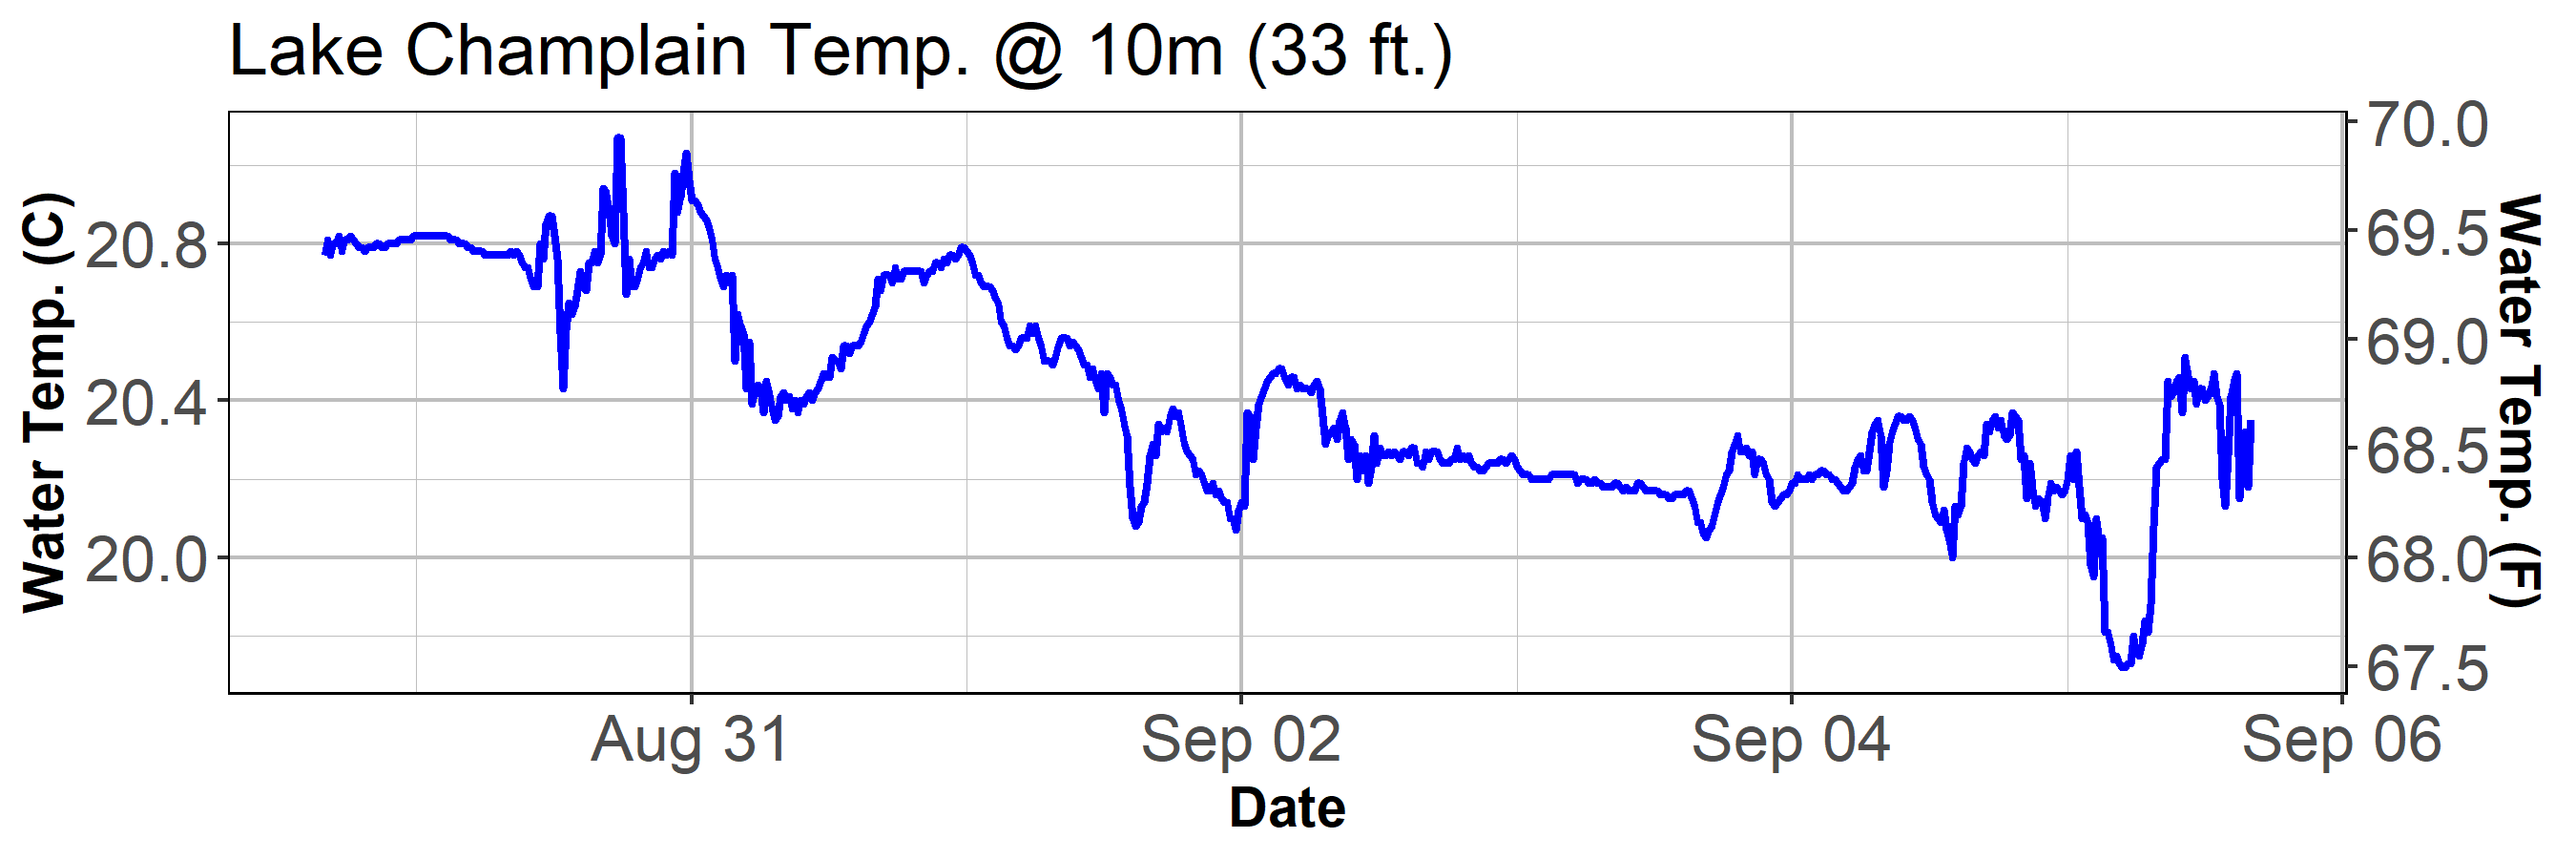 Lake Champlain Temp. @ 10m (33 ft.)
Water Temp. (C)
20.8
20.4
20.0
70.0
69.5
69.0
68.5
68.0
67.5
Water Temp. (F)
Aug 31
Sep 02
Sep 04
Sep 06
Date